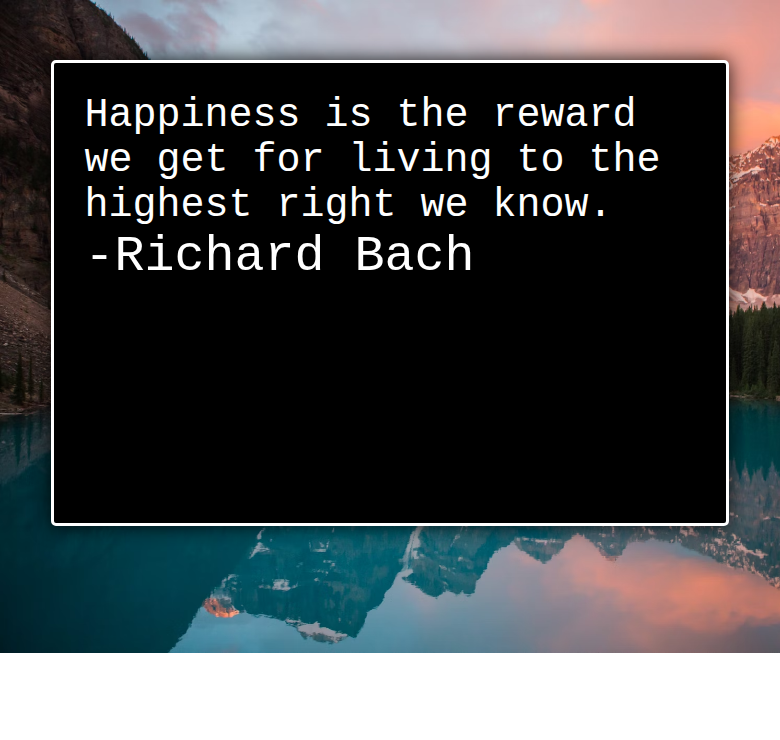 Happiness is the reward
we get for living to the
highest right we know.
-Richard Bach